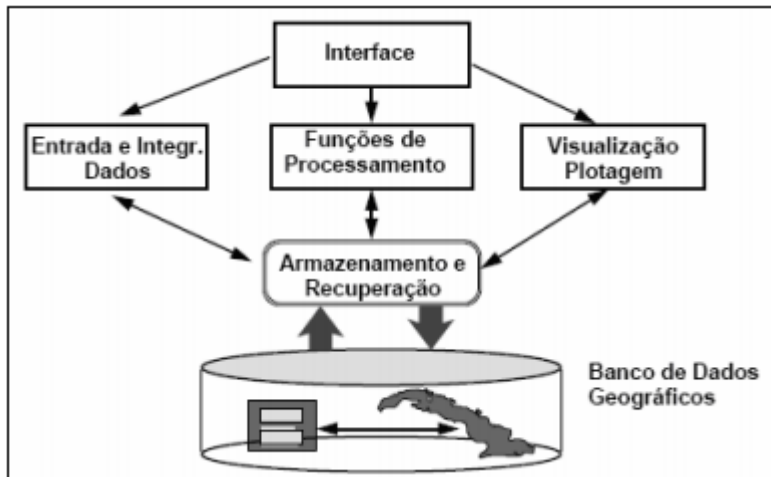 Interface
Entrada e Integr.
Dados
Funções de
Processamento
Visualização
Plotagem
Armazenamento e
Recuperação
Banco de Dados
Geográficos